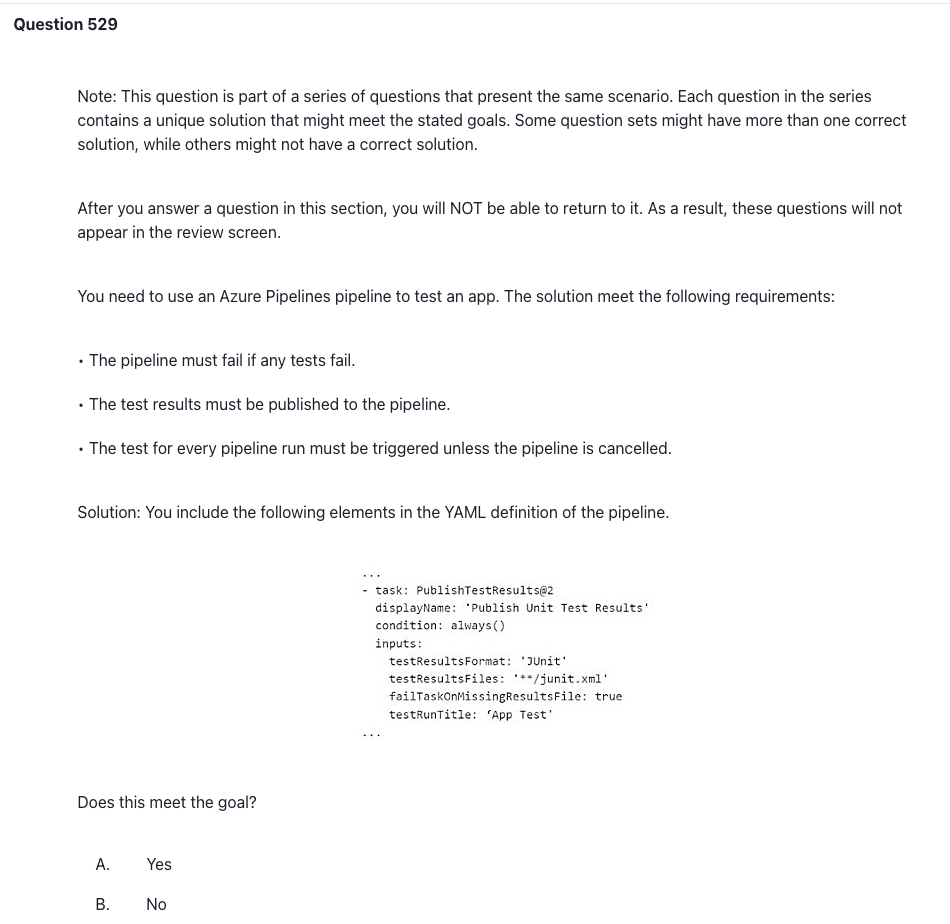 Question 529
Note: This question is part of a series of questions that present the same scenario. Each question in the series
contains a unique solution that might meet the stated goals. Some question sets might have more than one correct
solution, while others might not have a correct solution.
After you answer a question in this section, you will NOT be able to return to it. As a result, these questions will not
appear in the review screen.
You need to use an Azure Pipelines pipeline to test an app. The solution meet the following requirements:
• The pipeline must fail if any tests fail.
• The test results must be published to the pipeline.
• The test for every pipeline run must be triggered unless the pipeline is cancelled.
Solution: You include the following elements in the YAML definition of the pipeline.
...
- task: PublishTestResults@2
  displayName: 'Publish Unit Test Results'
  condition: always()
  inputs:
    testResultsFormat: 'JUnit'
    testResultsFiles: '**/junit.xml'
    failTaskOnMissingResultsFile: true
    testRunTitle: ‘App Test'
...
Does this meet the goal?
A. Yes
B. No